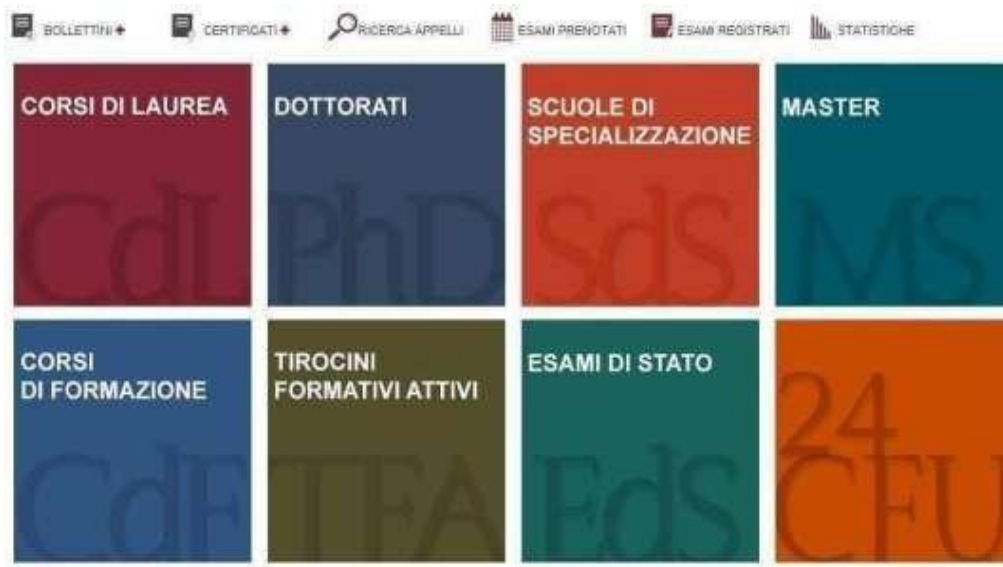 BOLLETTINI+ CERTIFICATI+ RICERCA APPELLI ESAMI PRENOTATI ESAMI REGISTRATI STATISTICHE
CORSI DI LAUREA
CdL
DOTTORATI
PhD
SCUOLE DI
SPECIALIZZAZIONE
SdS
MASTER
MS
CORSI
DI FORMAZIONE
CdF
TIROCINI
FORMATIVI ATTIVI
TFA
ESAMI DI STATO
EdS
24
CFU